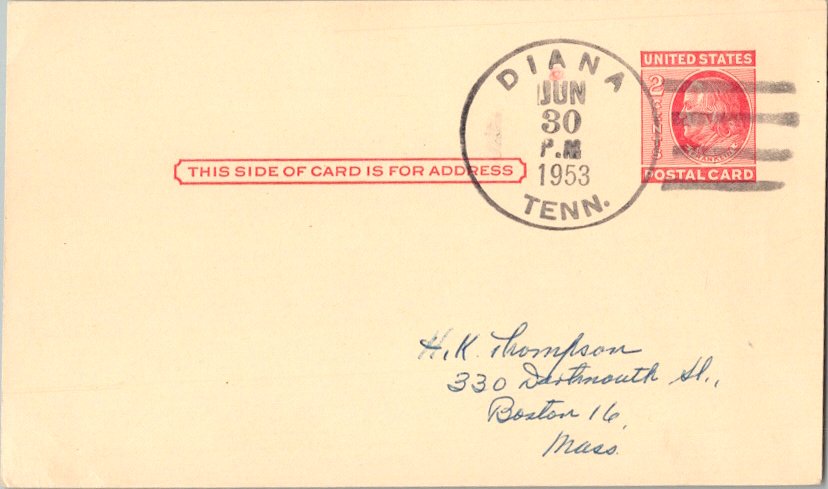 DIANA
JUN
30
P.M
1953
TENN.
UNITED STATES
2 CENTS
POSTAL CARD
THIS SIDE OF CARD IS FOR ADDRESS
H. K. Thompson
330 Dartmouth St.,
Boston 16,
Mass.